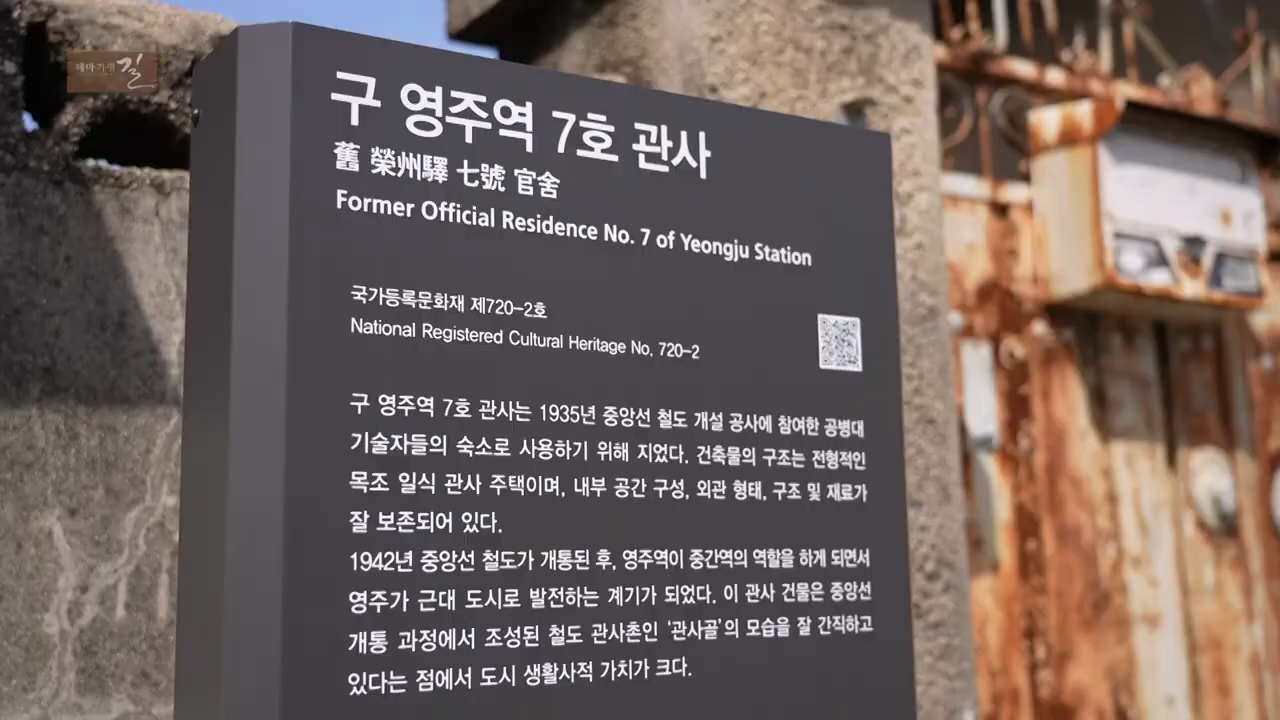 테마기행 길
구 영주역 7호 관사
舊 榮州驛 七號 官舍
Former Official Residence No. 7 of Yeongju Station
국가등록문화재 제720-2호
National Registered Cultural Heritage No. 720-2
구 영주역 7호 관사는 1935년 중앙선 철도 개설 공사에 참여한 공병대
기술자들의 숙소로 사용하기 위해 지었다. 건축물의 구조는 전형적인
목조 일식 관사 주택이며, 내부 공간 구성, 외관 형태, 구조 및 재료가
잘 보존되어 있다.
1942년 중앙선 철도가 개통된 후, 영주역이 중간역의 역할을 하게 되면서
영주가 근대 도시로 발전하는 계기가 되었다. 이 관사 건물은 중앙선
개통 과정에서 조성된 철도 관사촌인 '관사골'의 모습을 잘 간직하고
있다는 점에서 도시 생활사적 가치가 크다.